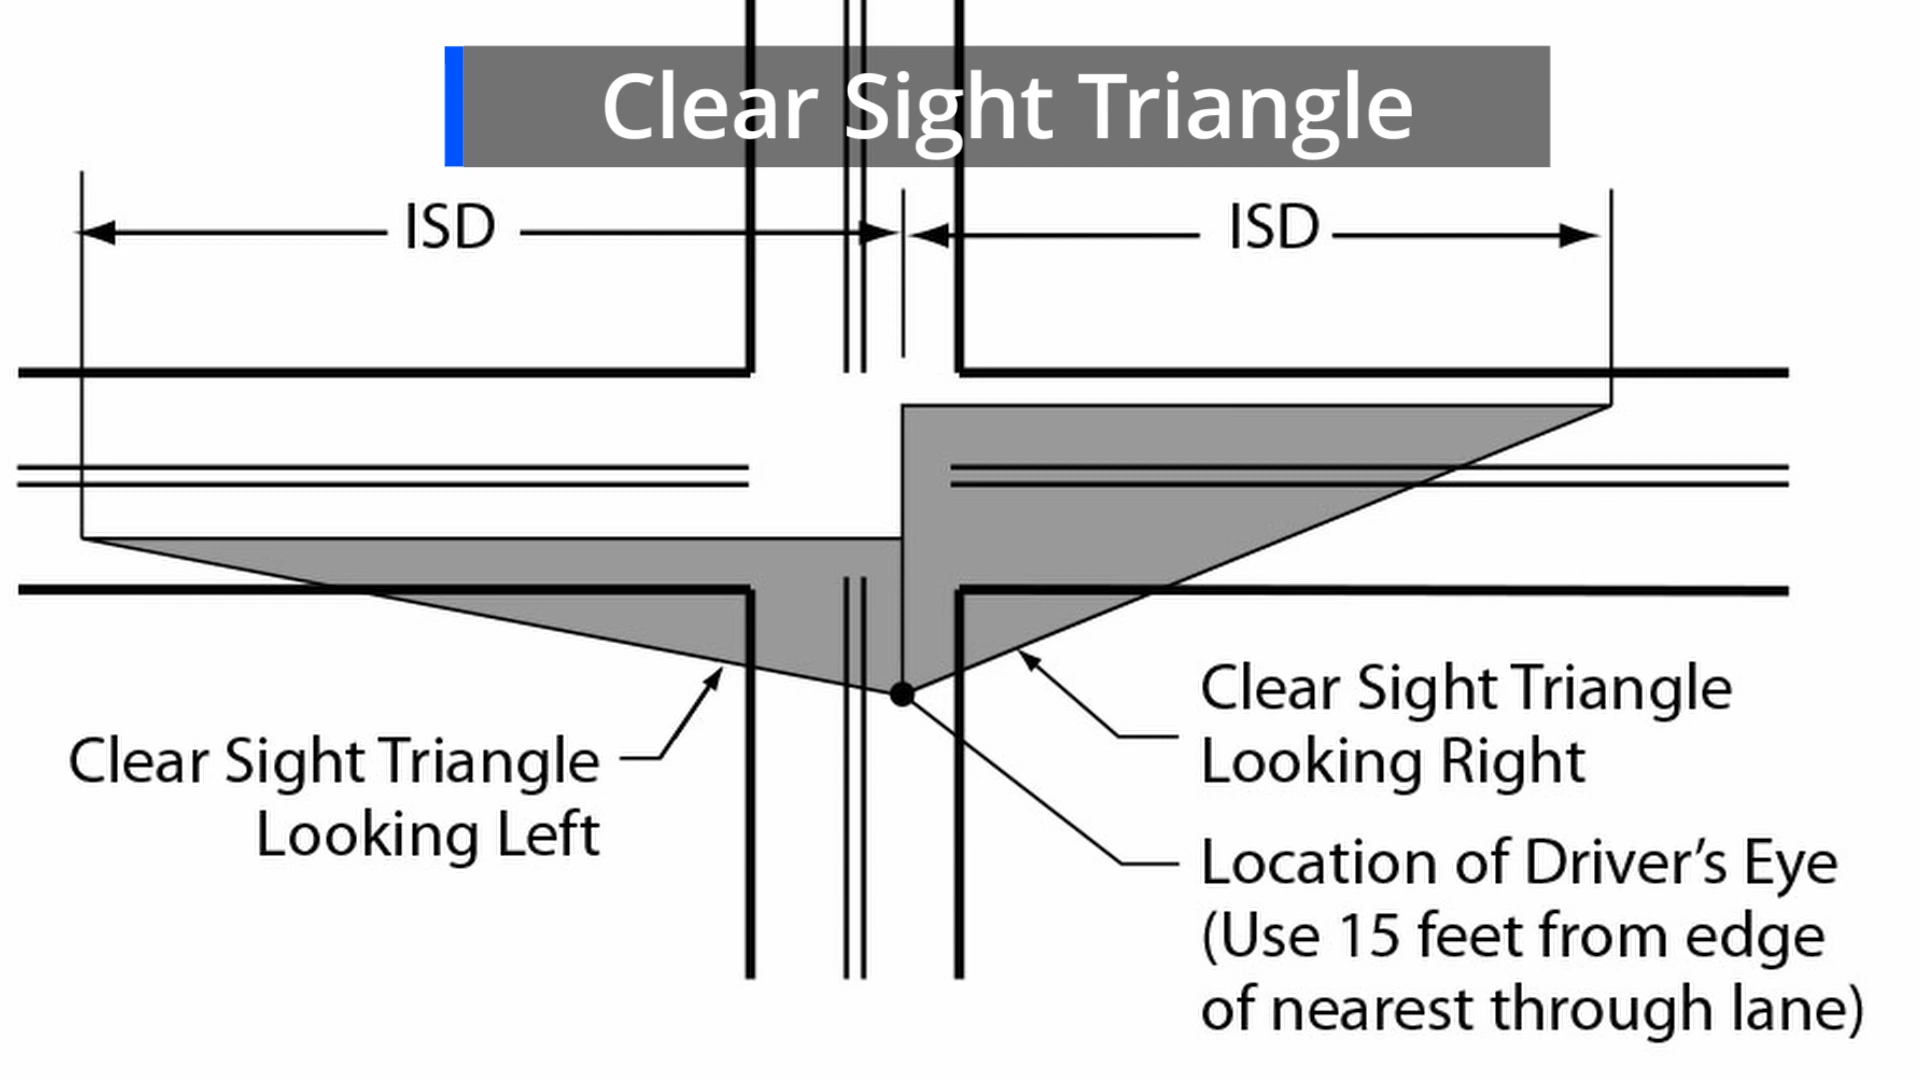 Clear Sight Triangle
ISD
ISD
Clear Sight Triangle
Looking Left
Clear Sight Triangle
Looking Right
Location of Driver’s Eye
(Use 15 feet from edge
of nearest through lane)